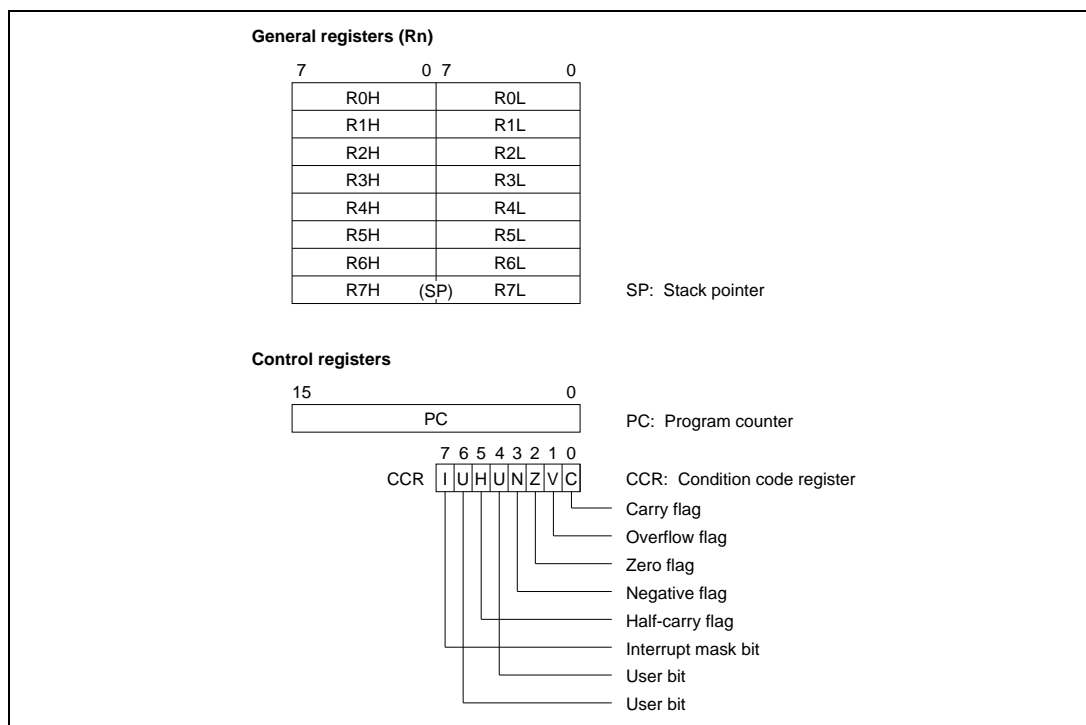 General registers (Rn)
7 0 7 0
R0H R0L
R1H R1L
R2H R2L
R3H R3L
R4H R4L
R5H R5L
R6H R6L
R7H (SP) R7L SP: Stack pointer
Control registers
15 0
PC PC: Program counter
7 6 5 4 3 2 1 0
CCR I U H U N Z V C CCR: Condition code register
Carry flag
Overflow flag
Zero flag
Negative flag
Half-carry flag
Interrupt mask bit
User bit
User bit